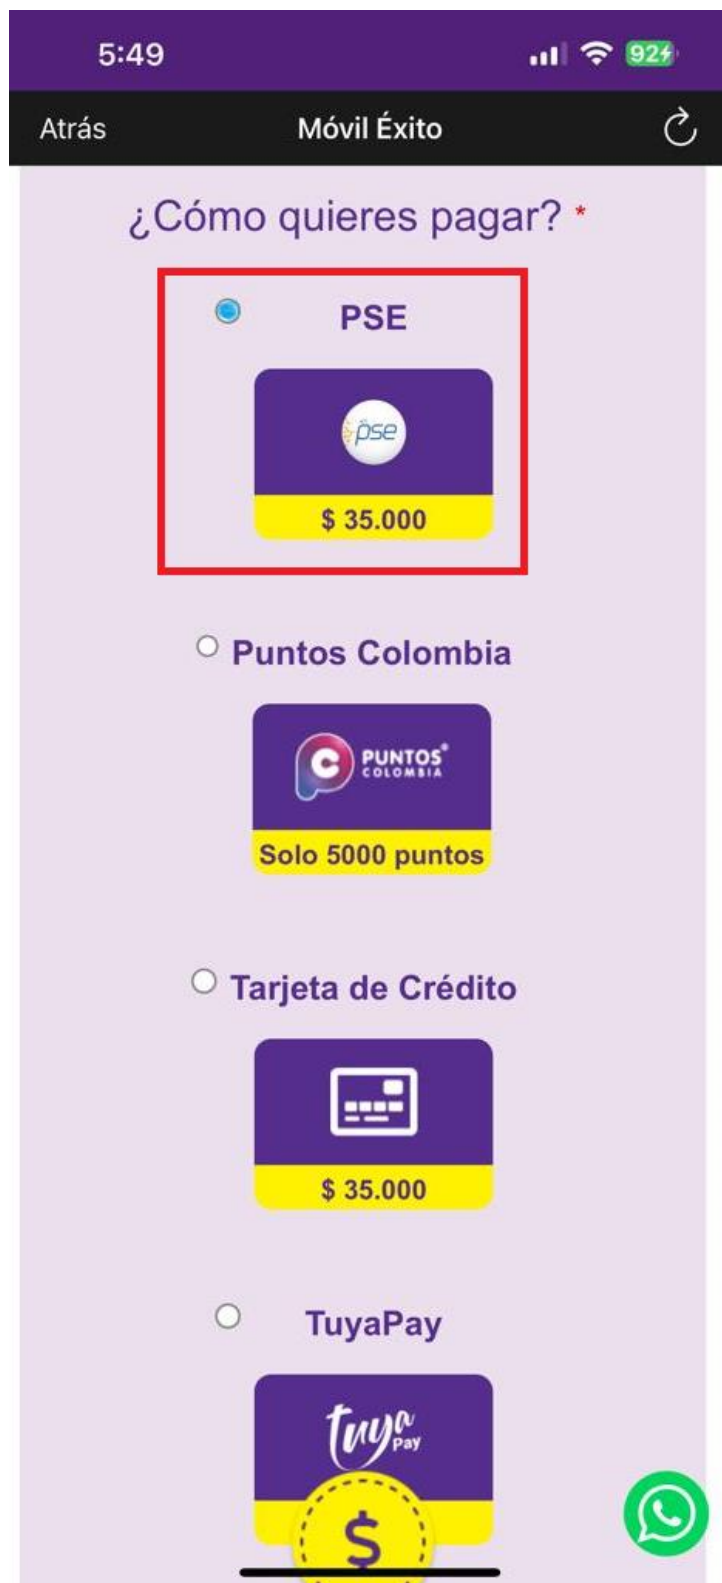 5:49
92
Atrás
Móvil Éxito
¿Cómo quieres pagar? *
PSE
pse
$ 35.000
Puntos Colombia
PUNTOS®
COLOMBIA
Solo 5000 puntos
Tarjeta de Crédito
$ 35.000
TuyaPay
tuya
Pay
$